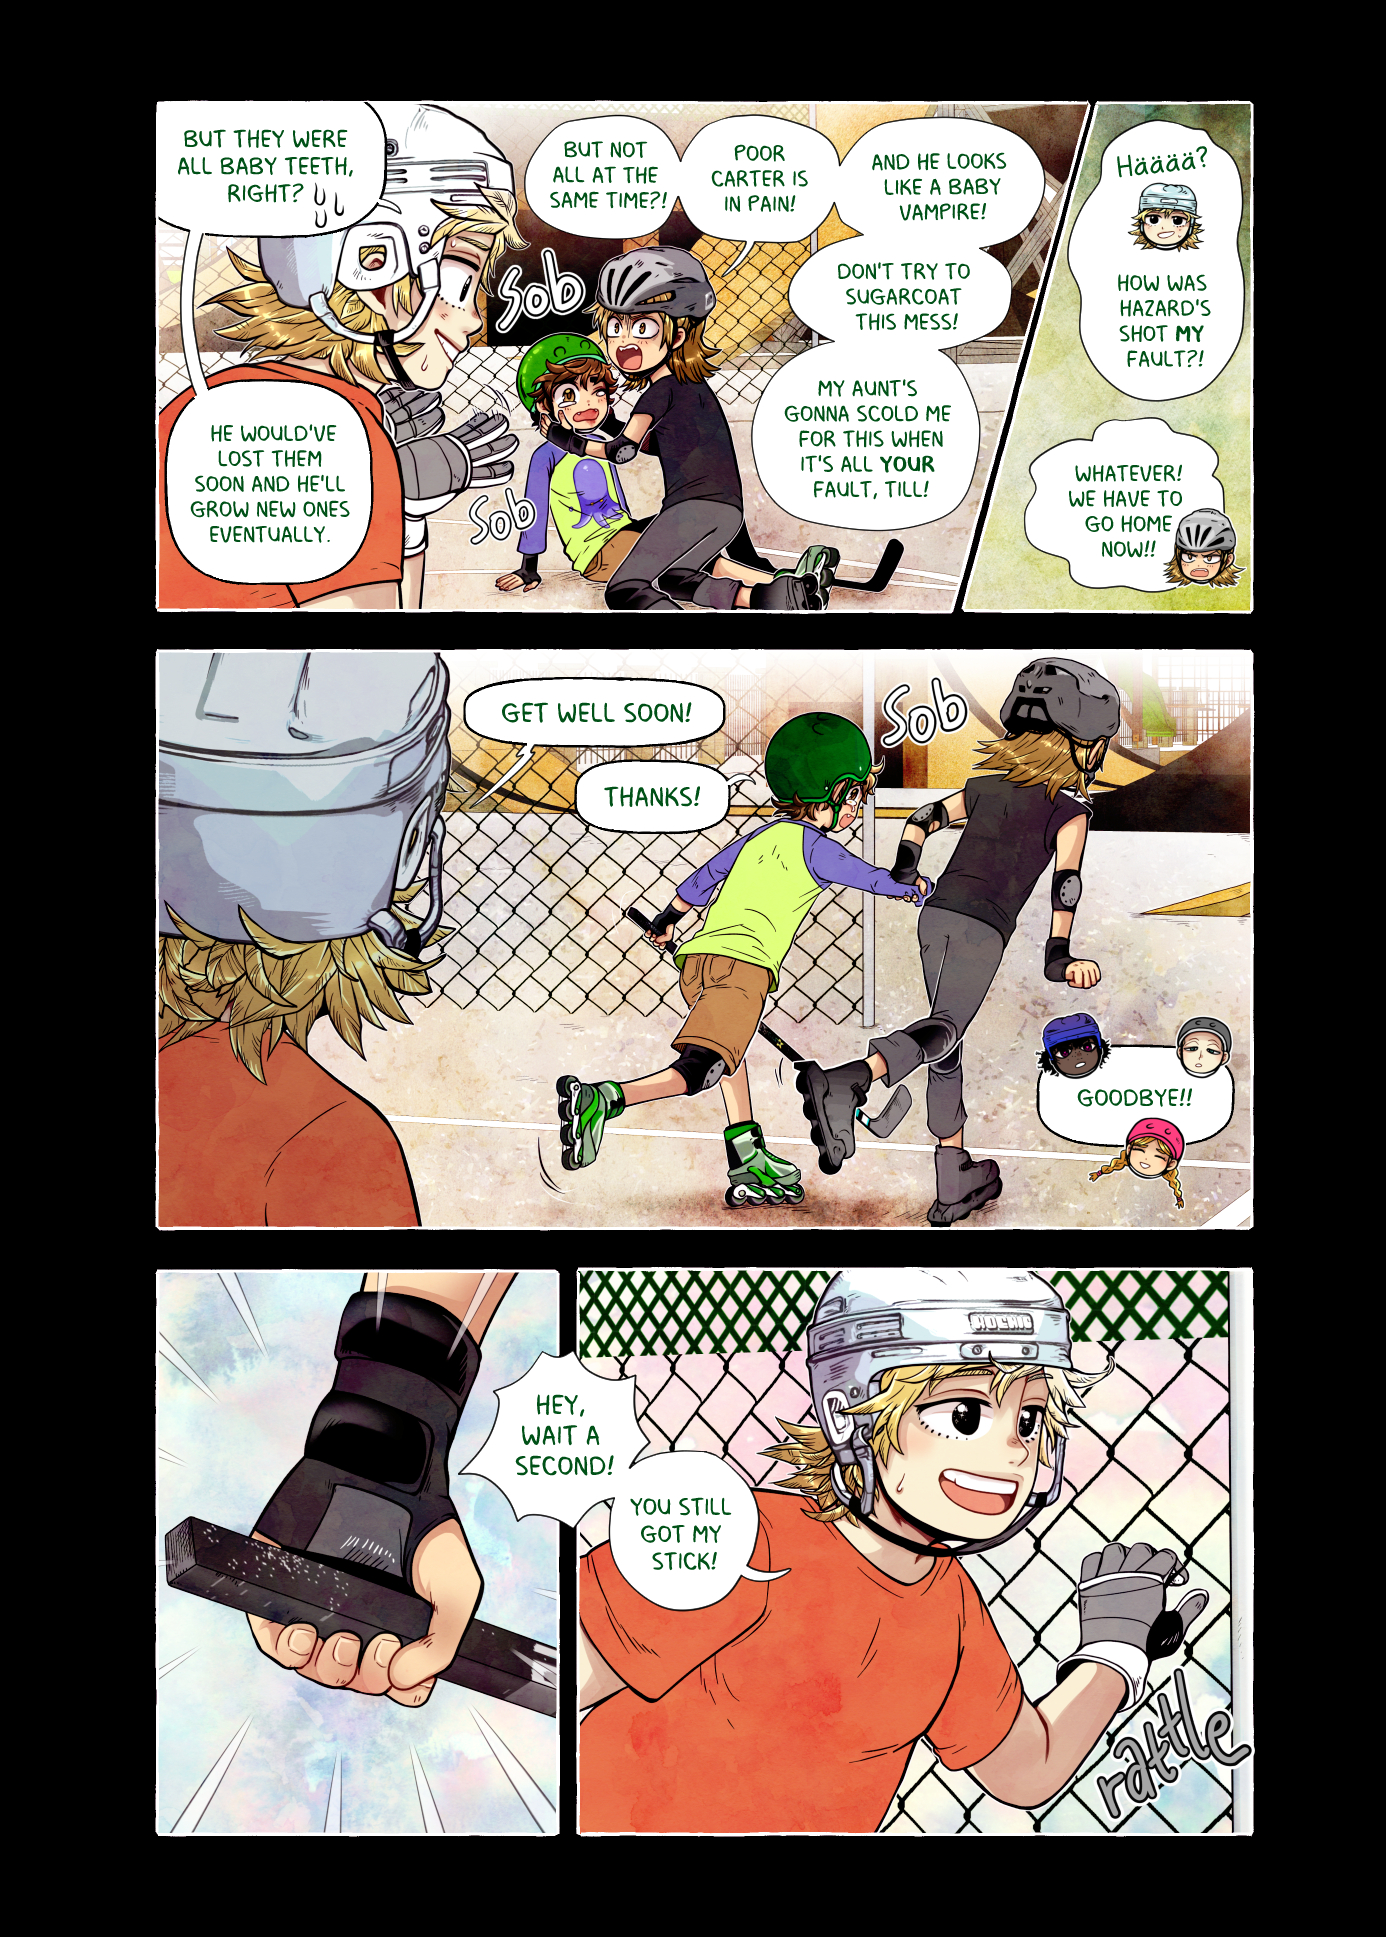 BUT THEY WERE
ALL BABY TEETH,
RIGHT?
HE WOULD'VE
LOST THEM
SOON AND HE'LL
GROW NEW ONES
EVENTUALLY.
Sob
Sob
BUT NOT
ALL AT THE
SAME TIME?!
POOR
CARTER IS
IN PAIN!
AND HE LOOKS
LIKE A BABY
VAMPIRE!
DON'T TRY TO
SUGARCOAT
THIS MESS!
MY AUNT'S
GONNA SCOLD ME
FOR THIS WHEN
IT'S ALL YOUR
FAULT, TILL!
Hääää?
HOW WAS
HAZARD'S
SHOT MY
FAULT?!
WHATEVER!
WE HAVE TO
GO HOME
NOW!!
GET WELL SOON!
THANKS!
Sob
GOODBYE!!
HEY,
WAIT A
SECOND!
YOU STILL
GOT MY
STICK!
rattle